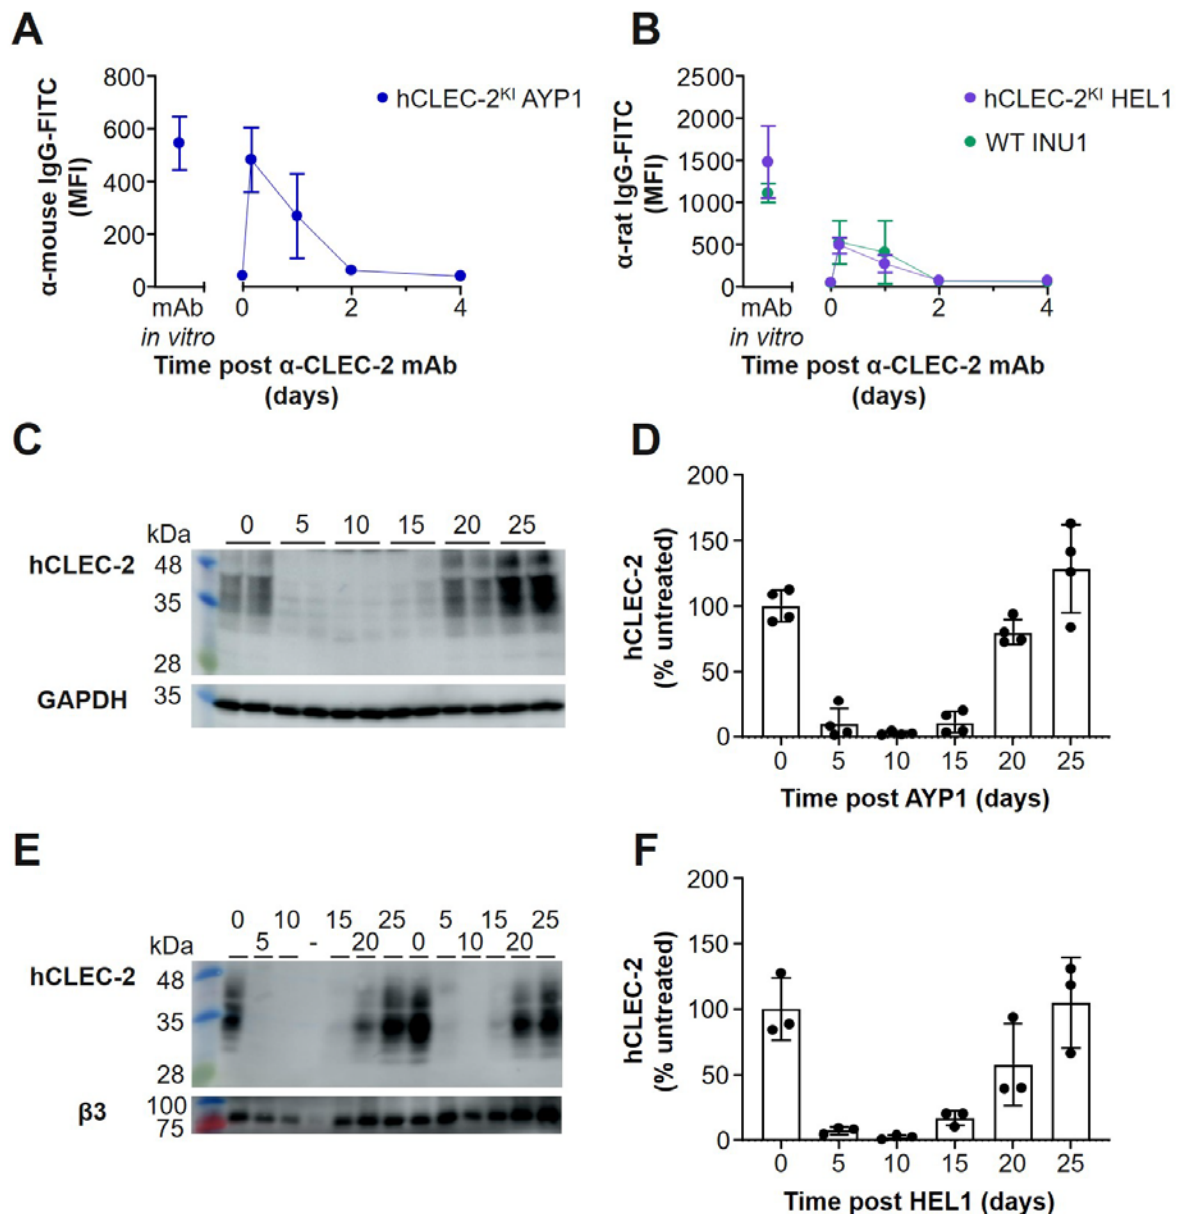 A
α-mouse IgG-FITC
(MFI)
800
600
400
200
0
hCLEC-2KI AYP1
mAb
in vitro
0
2
4
Time post α-CLEC-2 mAb
(days)
B
α-rat IgG-FITC
(MFI)
2500
2000
1500
1000
500
0
hCLEC-2KI HEL1
WT INU1
mAb
in vitro
0
2
4
Time post α-CLEC-2 mAb
(days)
C
kDa
0 5 10 15 20 25
hCLEC-2
48
35
28
GAPDH
35
D
hCLEC-2
(% untreated)
200
150
100
50
0
0 5 10 15 20 25
Time post AYP1 (days)
E
0 10 15 25 5 15 25
kDa 5 - 20 0 10 20
hCLEC-2
48
35
28
β3
100
75
F
hCLEC-2
(% untreated)
200
150
100
50
0
0 5 10 15 20 25
Time post HEL1 (days)